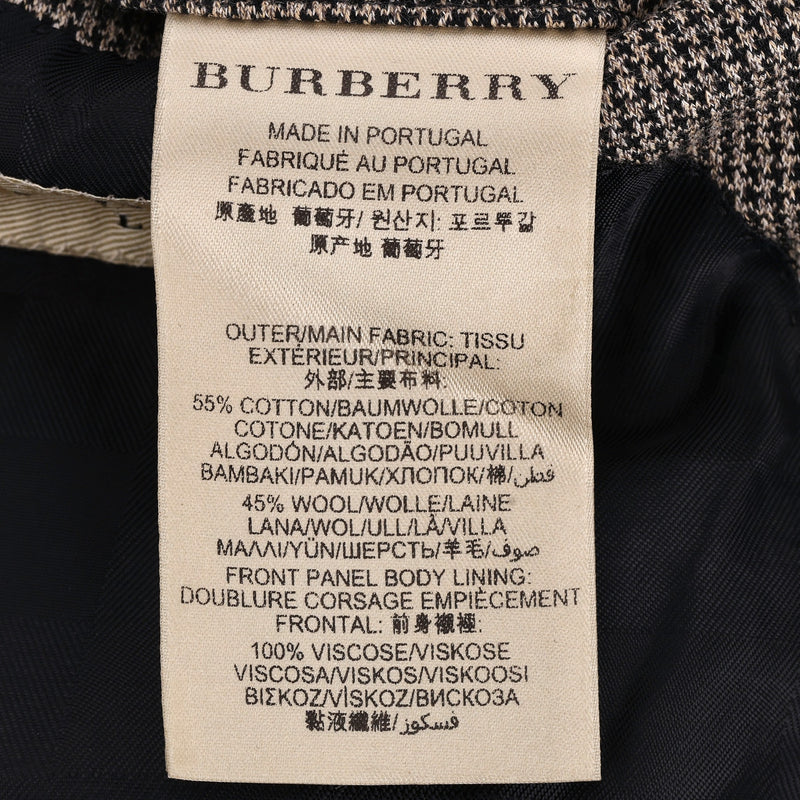 BURBERRY
MADE IN PORTUGAL
FABRIQUÉ AU PORTUGAL
FABRICADO EM PORTUGAL
原產地 葡萄牙/ 원산지: 포르뚜갈
原产地 葡萄牙
OUTER/MAIN FABRIC: TISSU
EXTÉRIEUR/PRINCIPAL:
外部/主要布料:
55% COTTON/BAUMWOLLE/COTON
COTONE/KATOEN/BOMULL
ALGODÓN/ALGODÃO/PUUVILLA
BAMBAKI/PAMUK/ХЛОПОК/棉/قطن
45% WOOL/WOLLE/LAINE
LANA/WOL/ULL/LÃ/VILLA
ΜΑΛΛΙ/YÜN/ШЕРСТЬ/羊毛/صوف
FRONT PANEL BODY LINING:
DOUBLURE CORSAGE EMPIÈCEMENT
FRONTAL: 前身襯裡:
100% VISCOSE/VISKOSE
VISCOSA/VISKOS/VISKOOSI
ΒΙΣΚΟΖ/VİSKOZ/ВИСКОЗА
黏液纖維/فسكوز